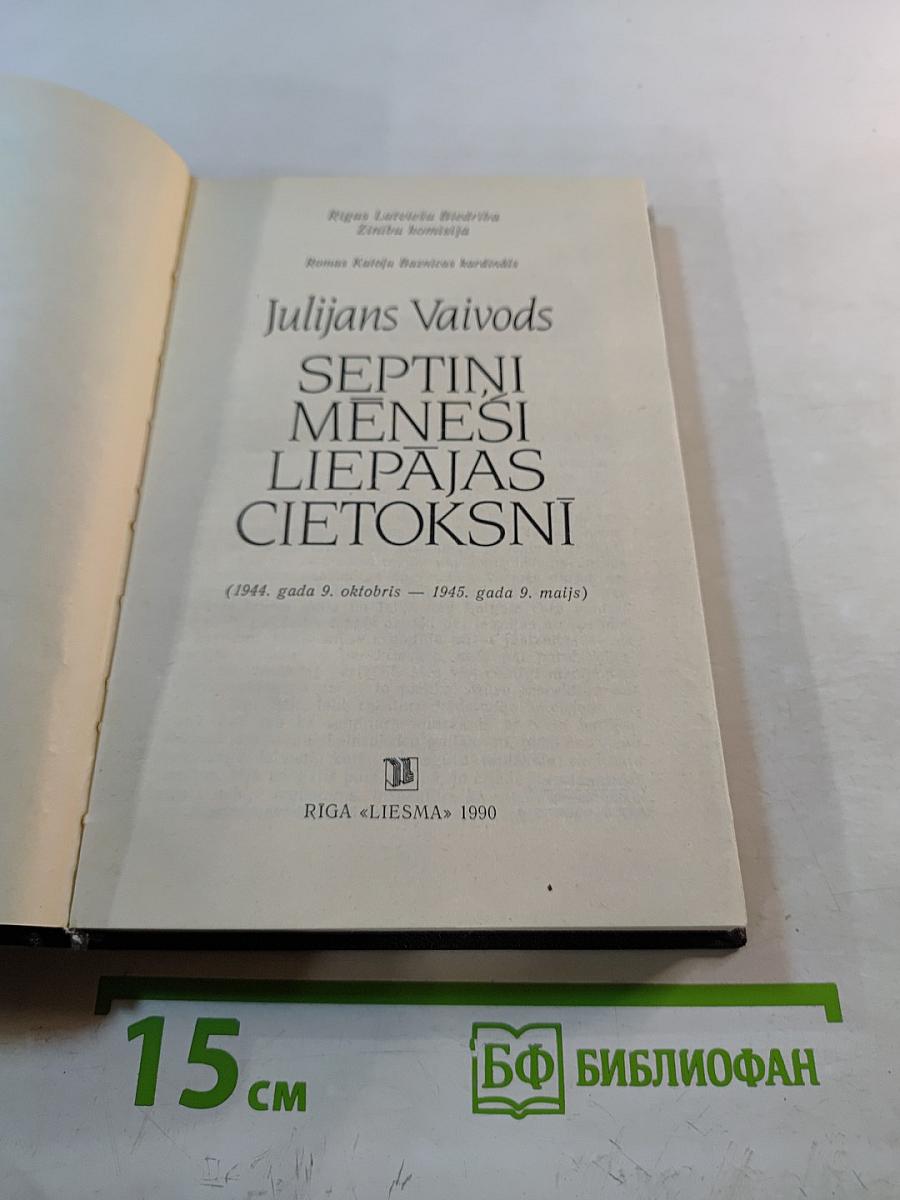 Rīgas Latviešu Biedrība
Zinību komisija
Romas Katoļu Baznīcas kardināls
Julijans Vaivods
SEPTIŅI
MĒNEŠI
LIEPĀJAS
CIETOKSNĪ
(1944. gada 9. oktobris — 1945. gada 9. maijs)
RĪGA «LIESMA» 1990
15 см
БФ БИБЛИОФАН